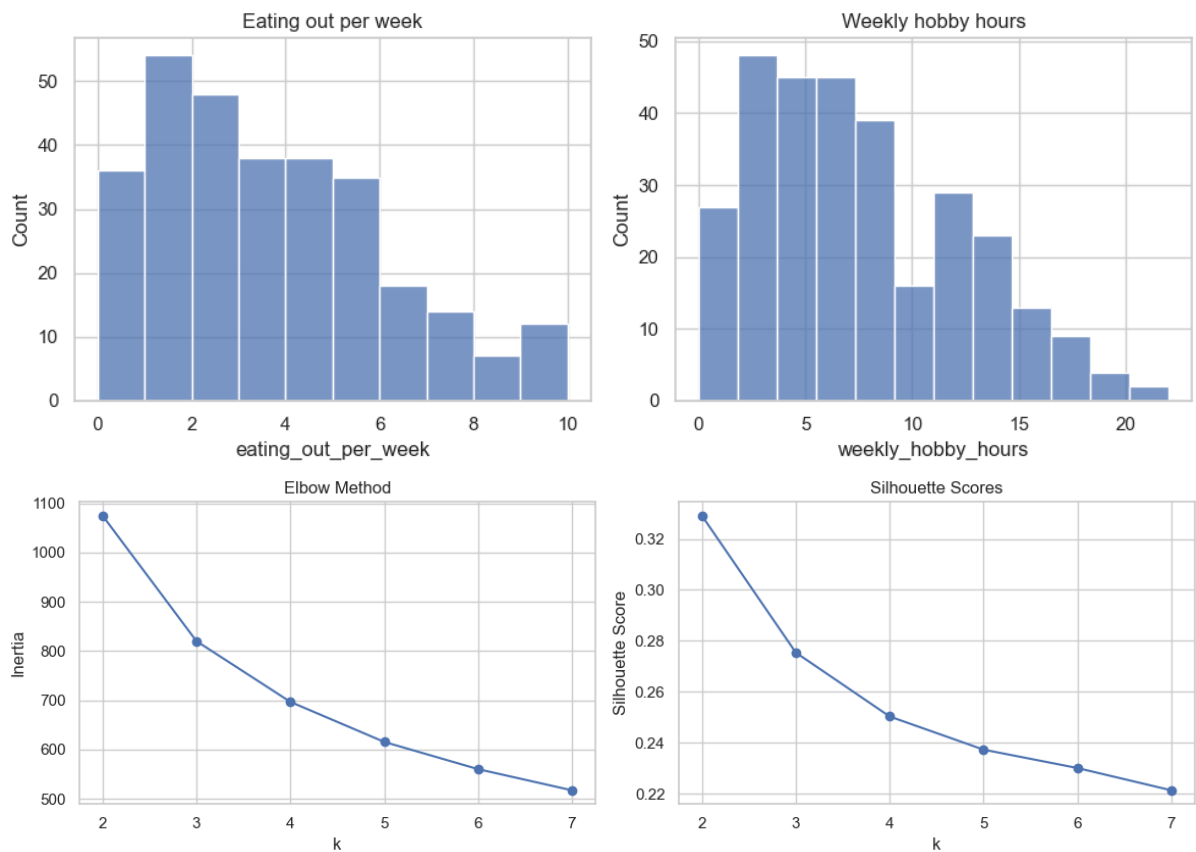 Eating out per week
Count
50
40
30
20
10
0
0 2 4 6 8 10
eating_out_per_week
Weekly hobby hours
Count
50
40
30
20
10
0
0 5 10 15 20
weekly_hobby_hours
Elbow Method
Inertia
1100
1000
900
800
700
600
500
2 3 4 5 6 7
k
Silhouette Scores
Silhouette Score
0.32
0.30
0.28
0.26
0.24
0.22
2 3 4 5 6 7
k